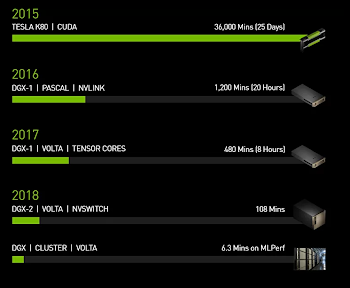 2015
TESLA K80 | CUDA 36,000 Mins (25 Days)
2016
DGX-1 | PASCAL | NVLINK 1,200 Mins (20 Hours)
2017
DGX-1 | VOLTA | TENSOR CORES 480 Mins (8 Hours)
2018
DGX-2 | VOLTA | NVSWITCH 108 Mins
DGX | CLUSTER | VOLTA 6.3 Mins on MLPerf